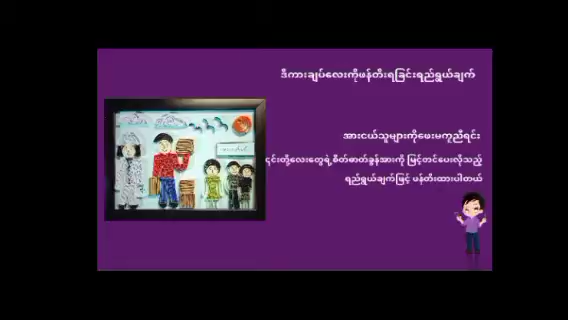 ဒီကားချပ်လေးကိုဖန်တီးရခြင်းရည်ရွယ်ချက်
အားငယ်သူများကိုဖေးမကူညီရင်း
၎င်းတို့လေးတွေရဲ့စိတ်ဓာတ်ခွန်အားကို မြှင့်တင်ပေးလိုသည့်
ရည်ရွယ်ချက်ဖြင့် ဖန်တီးထားပါတယ်